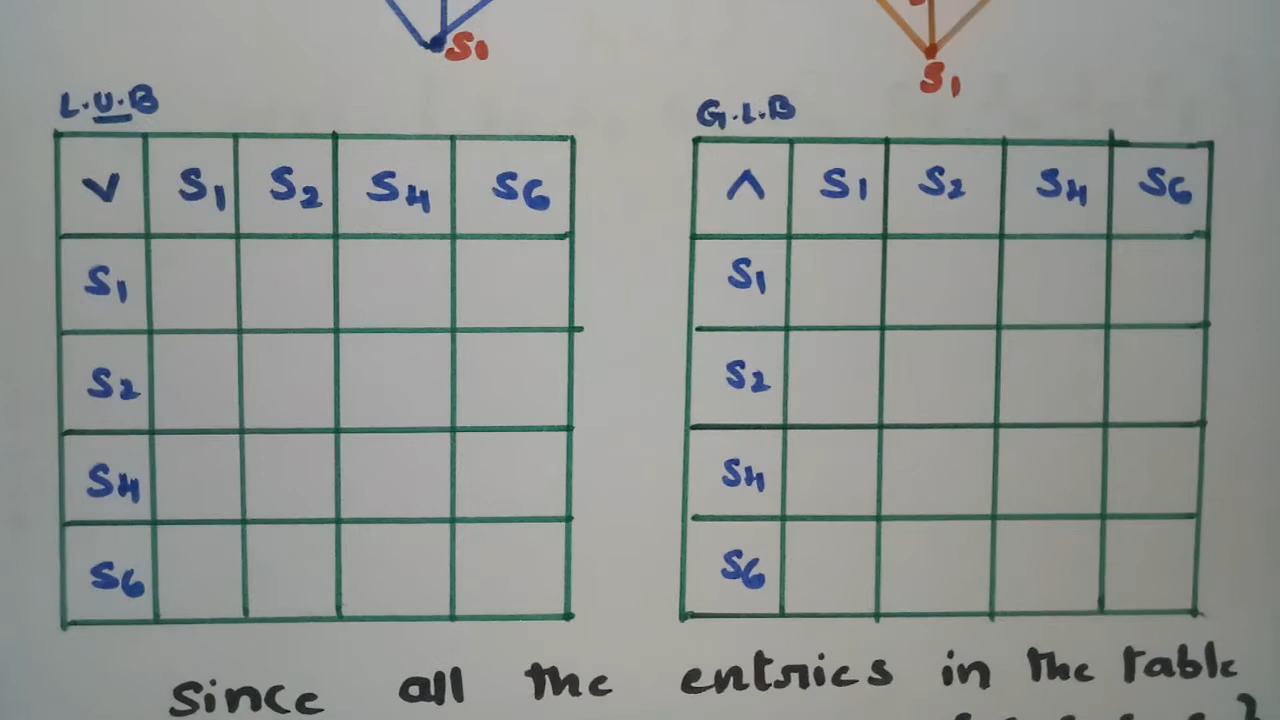 S1
S1
L.U.B
V S1 S2 S4 S6
S1
S2
S4
S6
G.L.B
Λ S1 S2 S4 S6
S1
S2
S4
S6
since all the entries in the table